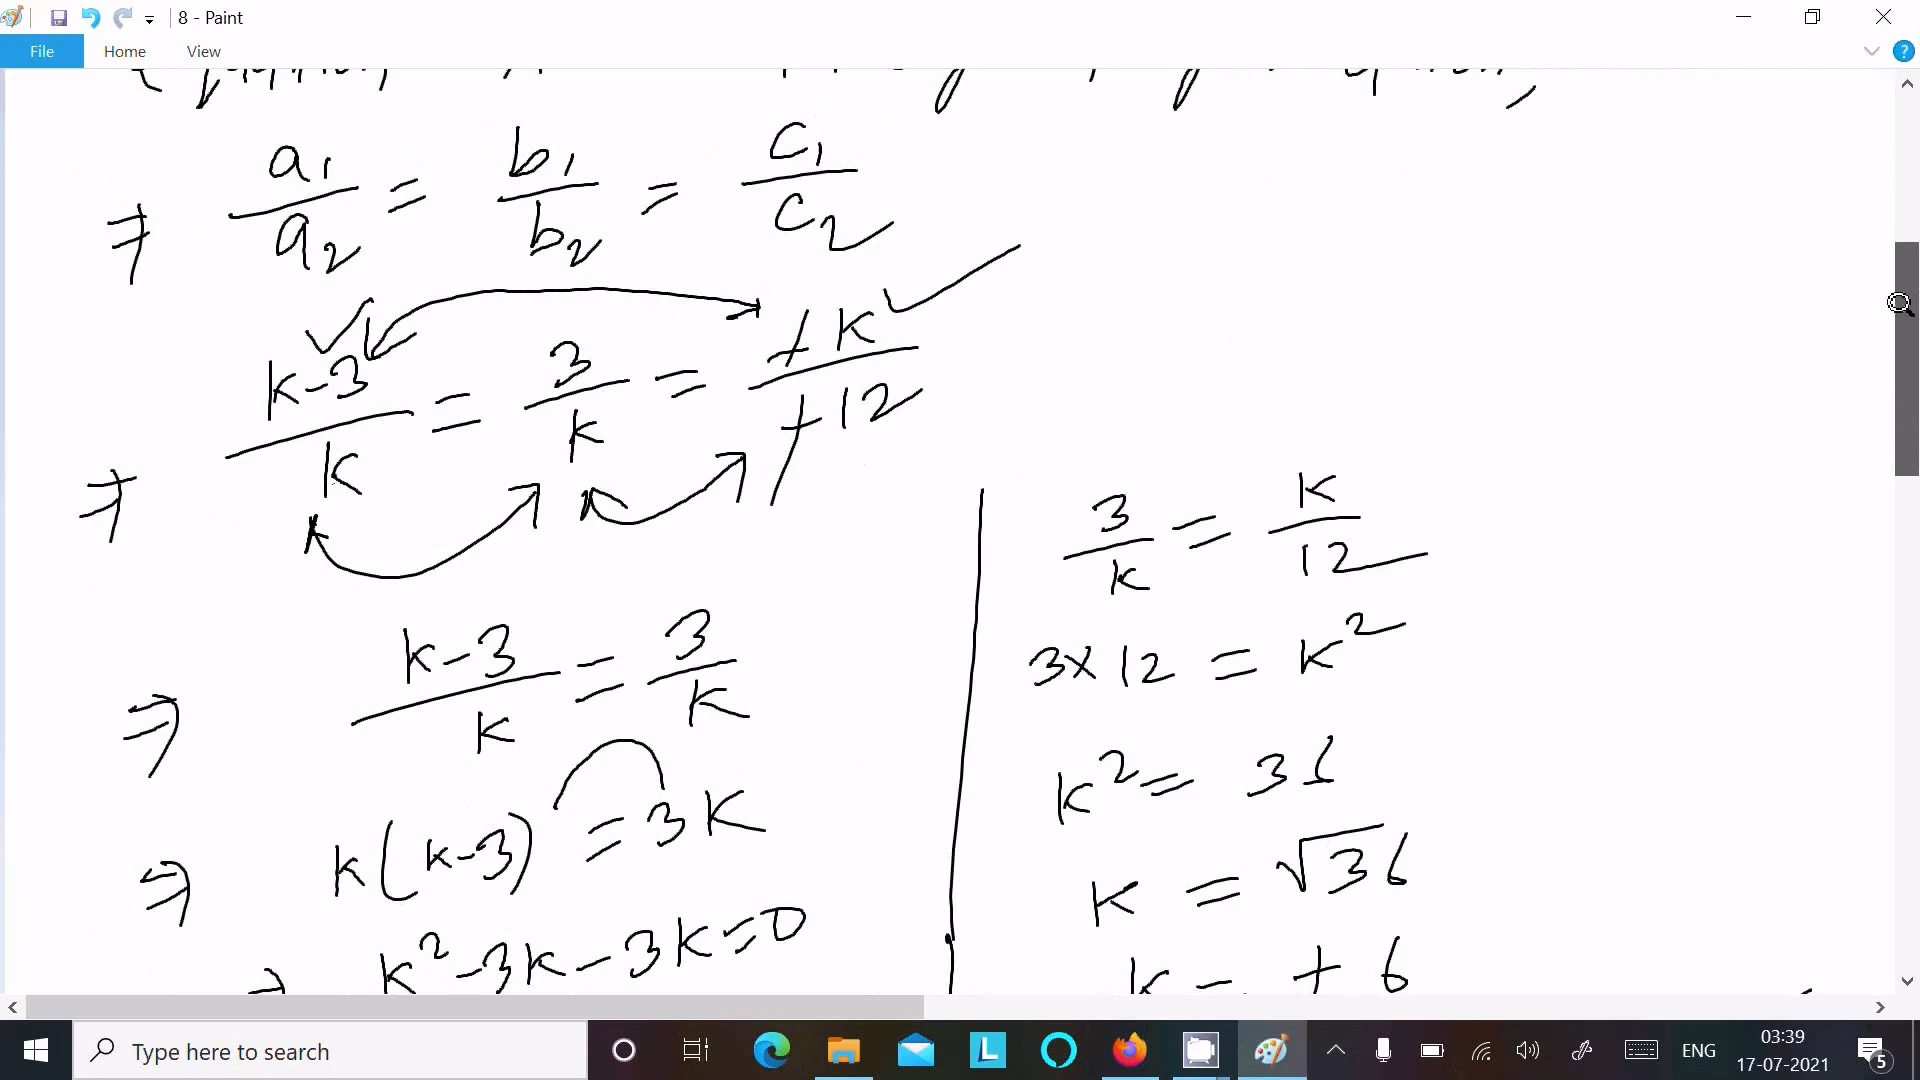 8 - Paint
File Home View
⇒ a1/a2 = b1/b2 = c1/c2
⇒ k-3/k = 3/k = +k/+12
⇒ k-3/k = 3/k
⇒ k(k-3) = 3k
⇒ k²-3k-3k=0
3/k = k/12
3×12 = k²
k² = 36
k = √36
k = ± 6
Type here to search
L
ENG
03:39
17-07-2021
5